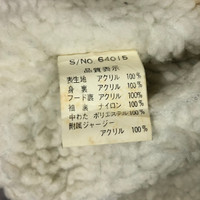 S/NO 64015
品質表示
表生地 アクリル 100%
身裏 アクリル 100%
フード裏 アクリル 100%
袖裏 ナイロン 100%
中わた ポリエステル 100%
附属ジャージー
アクリル 100%